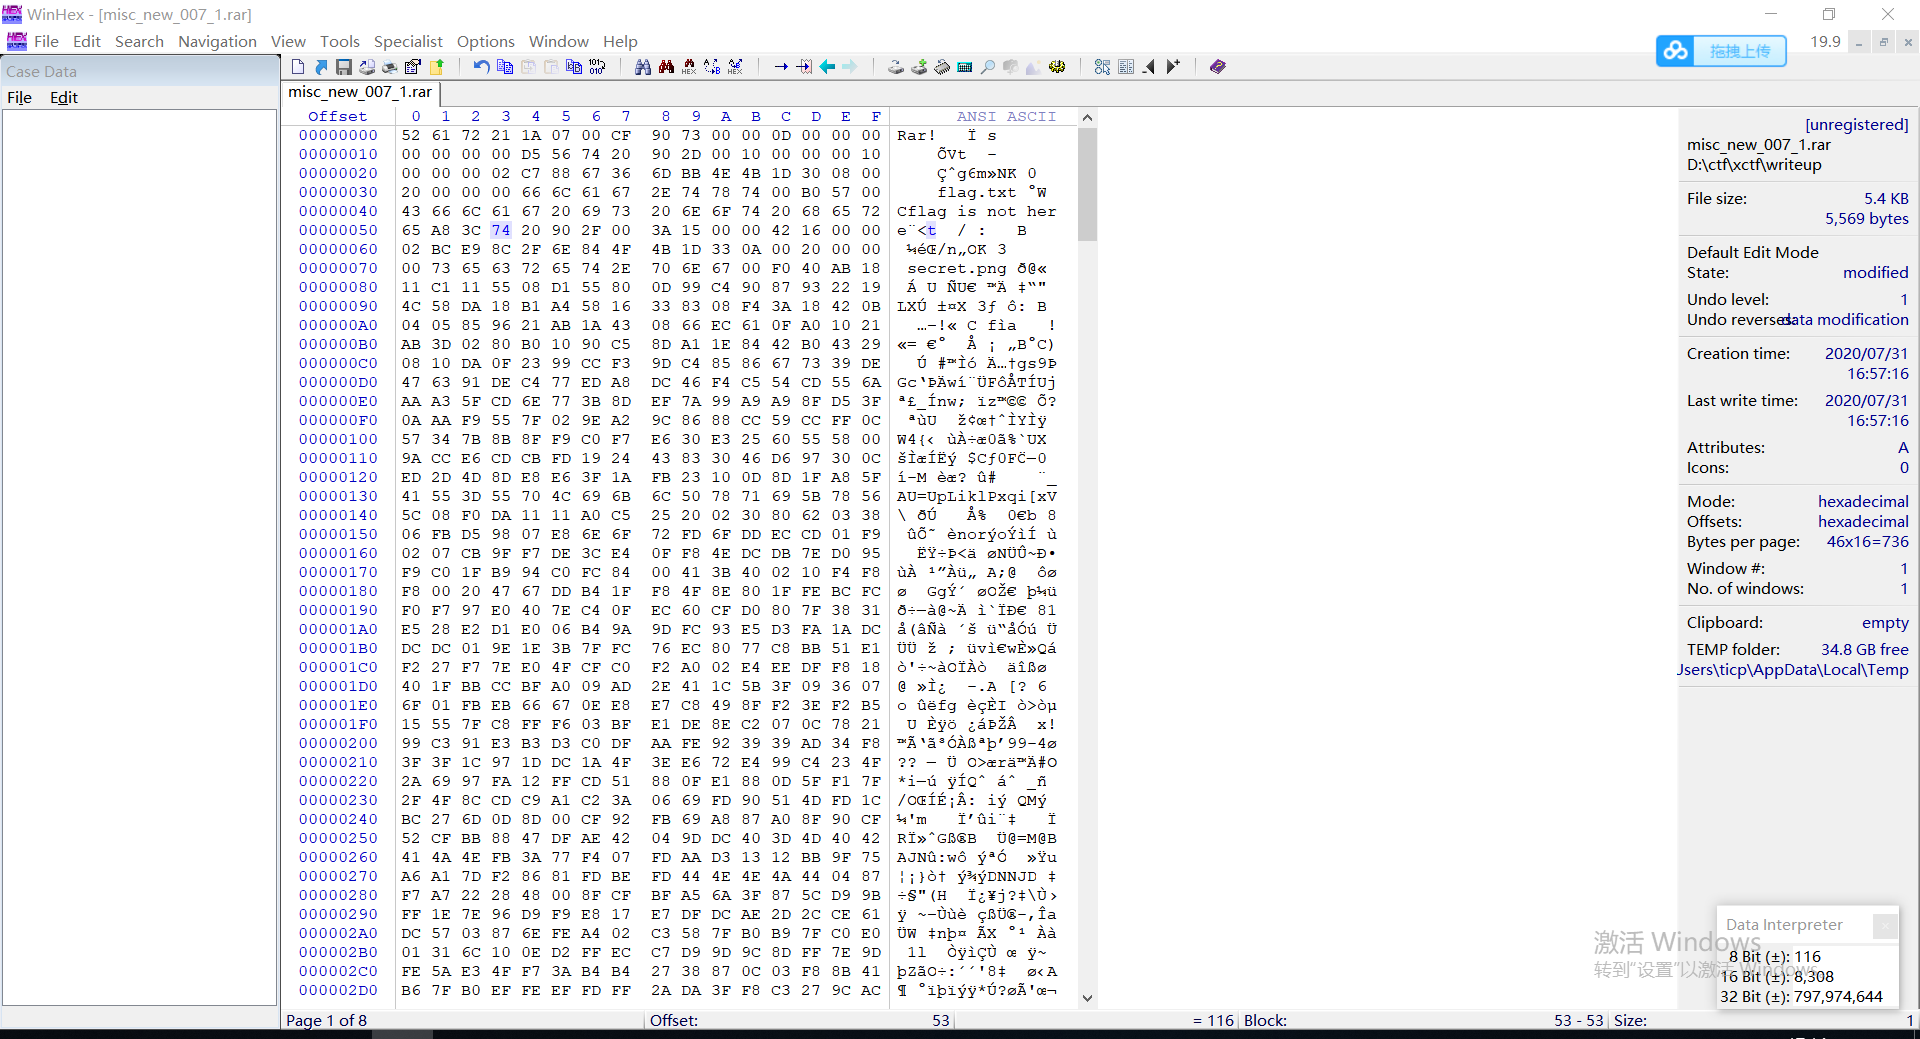 WinHex - [misc_new_007_1.rar]
File Edit Search Navigation View Tools Specialist Options Window Help
19.9
拖拽上传
Case Data
File Edit
misc_new_007_1.rar
Offset 0 1 2 3 4 5 6 7 8 9 A B C D E F ANSI ASCII
00000000 52 61 72 21 1A 07 00 CF 90 73 00 00 0D 00 00 00 Rar! Ï s
00000010 00 00 00 00 D5 56 74 20 90 2D 00 10 00 00 00 10 ÕVt -
00000020 00 00 00 02 C7 88 67 36 6D BB 4E 4B 1D 30 08 00 Çˆg6m»NK 0
00000030 20 00 00 00 66 6C 61 67 2E 74 78 74 00 B0 57 00 flag.txt °W
00000040 43 66 6C 61 67 20 69 73 20 6E 6F 74 20 68 65 72 Cflag is not her
00000050 65 A8 3C 74 20 90 2F 00 3A 15 00 00 42 16 00 00 e¨<t / : B
00000060 02 BC E9 8C 2F 6E 84 4F 4B 1D 33 0A 00 20 00 00 ¼éŒ/n„OK 3
00000070 00 73 65 63 72 65 74 2E 70 6E 67 00 F0 40 AB 18 secret.png ð@«
00000080 11 C1 11 55 08 D1 55 80 0D 99 C4 90 87 93 22 19 Á U ÑU€ ™Ä ‡“"
00000090 4C 58 DA 18 B1 A4 58 16 33 83 08 F4 3A 18 42 0B LXÚ ±¤X 3ƒ ô: B
000000A0 04 05 85 96 21 AB 1A 43 08 66 EC 61 0F A0 10 21 …–!« C fìa !
000000B0 AB 3D 02 80 B0 10 90 C5 8D A1 1E 84 42 B0 43 29 «= €° Å ¡ „B°C)
000000C0 08 10 DA 0F 23 99 CC F3 9D C4 85 86 67 73 39 DE Ú #™Ìó Ä…†gs9Þ
000000D0 47 63 91 DE C4 77 ED A8 DC 46 F4 C5 54 CD 55 6A Gc‘ÞÄwí¨ÜFôÅTÍUj
000000E0 AA A3 5F CD 6E 77 3B 8D EF 7A 99 A9 A9 8F D5 3F ª£_Ínw; ïz™©© Õ?
000000F0 0A AA F9 55 7F 02 9E A2 9C 86 88 CC 59 CC FF 0C ªùU ž¢œ†ˆÌYÌÿ
00000100 57 34 7B 8B 8F F9 C0 F7 E6 30 E3 25 60 55 58 00 W4{‹ ùÀ÷æ0ã%`UX
00000110 9A CC E6 CD CB FD 19 24 43 83 30 46 D6 97 30 0C šÌæÍËý $Cƒ0FÖ—0
00000120 ED 2D 4D 8D E8 E6 3F 1A FB 23 10 0D 8D 1F A8 5F í-M èæ? û# ¨_
00000130 41 55 3D 55 70 4C 69 6B 6C 50 78 71 69 5B 78 56 AU=UpLiklPxqi[xV
00000140 5C 08 F0 DA 11 11 A0 C5 25 20 02 30 80 62 03 38 \ ðÚ Å% 0€b 8
00000150 06 FB D5 98 07 E8 6E 6F 72 FD 6F DD EC CD 01 F9 ûÕ˜ ènorýoÝìÍ ù
00000160 02 07 CB 9F F7 DE 3C E4 0F F8 4E DC DB 7E D0 95 ËŸ÷Þ<ä øNÜÛ~Ð•
00000170 F9 C0 1F B9 94 C0 FC 84 00 41 3B 40 02 10 F4 F8 ùÀ ¹”Àü„ A;@ ôø
00000180 F8 00 20 47 67 DD B4 1F F8 4F 8E 80 1F FE BC FC ø GgÝ´ øOŽ€ þ¼ü
00000190 F0 F7 97 E0 40 7E C4 0F EC 60 CF D0 80 7F 38 31 ð÷—à@~Ä ì`ÏÐ€ 81
000001A0 E5 28 E2 D1 E0 06 B4 9A 9D FC 93 E5 D3 FA 1A DC å(âÑà ´š ü“åÓú Ü
000001B0 DC DC 01 9E 1E 3B 7F FC 76 EC 80 77 C8 BB 51 E1 ÜÜ ž ; üvì€wÈ»Qá
000001C0 F2 27 F7 7E E0 4F CF C0 F2 A0 02 E4 EE DF F8 18 ò'÷~àOÏÀò äîßø
000001D0 40 1F BB CC BF A0 09 AD 2E 41 1C 5B 3F 09 36 07 @ »Ì¿ -.A [? 6
000001E0 6F 01 FB EB 66 67 0E E8 E7 C8 49 8F F2 3E F2 B5 o ûëfg èçÈI ò>òµ
000001F0 15 55 7F C8 FF F6 03 BF E1 DE 8E C2 07 0C 78 21 U Èÿö ¿áÞŽÂ x!
00000200 99 C3 91 E3 B3 D3 C0 DF AA FE 92 39 39 AD 34 F8 ™Ã‘ã³ÓÀßªþ’99-4ø
00000210 3F 3F 1C 97 1D DC 1A 4F 3E E6 72 E4 99 C4 23 4F ?? — Ü O>ærä™Ä#O
00000220 2A 69 97 FA 12 FF CD 51 88 0F E1 88 0D 5F F1 7F *i—ú ÿÍQˆ áˆ _ñ
00000230 2F 4F 8C CD C9 A1 C2 3A 06 69 FD 90 51 4D FD 1C /OŒÍÉ¡Â: iý QMý
00000240 BC 27 6D 0D 8D 00 CF 92 FB 69 A8 87 A0 8F 90 CF ¼'m Ï’ûi¨‡ Ï
00000250 52 CF BB 88 47 DF AE 42 04 9D DC 40 3D 4D 40 42 RÏ»ˆGß®B Ü@=M@B
00000260 41 4A 4E FB 3A 77 F4 07 FD AA D3 13 12 BB 9F 75 AJNû:wô ýªÓ »Ÿu
00000270 A6 A1 7D F2 86 81 FD BE FD 44 4E 4E 4A 44 04 87 ¦¡}ò† ý¾ýDNNJD ‡
00000280 F7 A7 22 28 48 00 8F CF BF A5 6A 3F 87 5C D9 9B ÷§"(H Ï¿¥j?‡\Ù›
00000290 FF 1E 7E 96 D9 F9 E8 17 E7 DF DC AE 2D 2C CE 61 ÿ ~–Ùùè çßÜ®-,Îa
000002A0 DC 57 03 87 6E FE A4 02 C3 58 7F B0 B9 7F C0 E0 ÜW ‡nþ¤ ÃX °¹ Àà
000002B0 01 31 6C 10 0E D2 FF EC C7 D9 9D 9C 8D FF 7E 9D 1l ÒÿìÇÙ œ ÿ~
000002C0 FE 5A E3 4F F7 3A B4 B4 27 38 87 0C 03 F8 8B 41 þZãO÷:´´'8‡ ø‹A
000002D0 B6 7F B0 EF FE EF FD FF 2A DA 3F F8 C3 27 9C AC ¶ °ïþïýÿ*Ú?øÃ'œ¬
[unregistered]
misc_new_007_1.rar
D:\ctf\xctf\writeup
File size: 5.4 KB
5,569 bytes
Default Edit Mode
State: modified
Undo level: 1
Undo reverses: data modification
Creation time: 2020/07/31
16:57:16
Last write time: 2020/07/31
16:57:16
Attributes: A
Icons: 0
Mode: hexadecimal
Offsets: hexadecimal
Bytes per page: 46x16=736
Window #: 1
No. of windows: 1
Clipboard: empty
TEMP folder: 34.8 GB free
Users\ticp\AppData\Local\Temp
Data Interpreter
8 Bit (±): 116
16 Bit (±): 8,308
32 Bit (±): 797,974,644
激活 Windows
转到"设置"以激活 Windows。
Page 1 of 8 Offset: 53 = 116 Block: 53 - 53 Size: 1